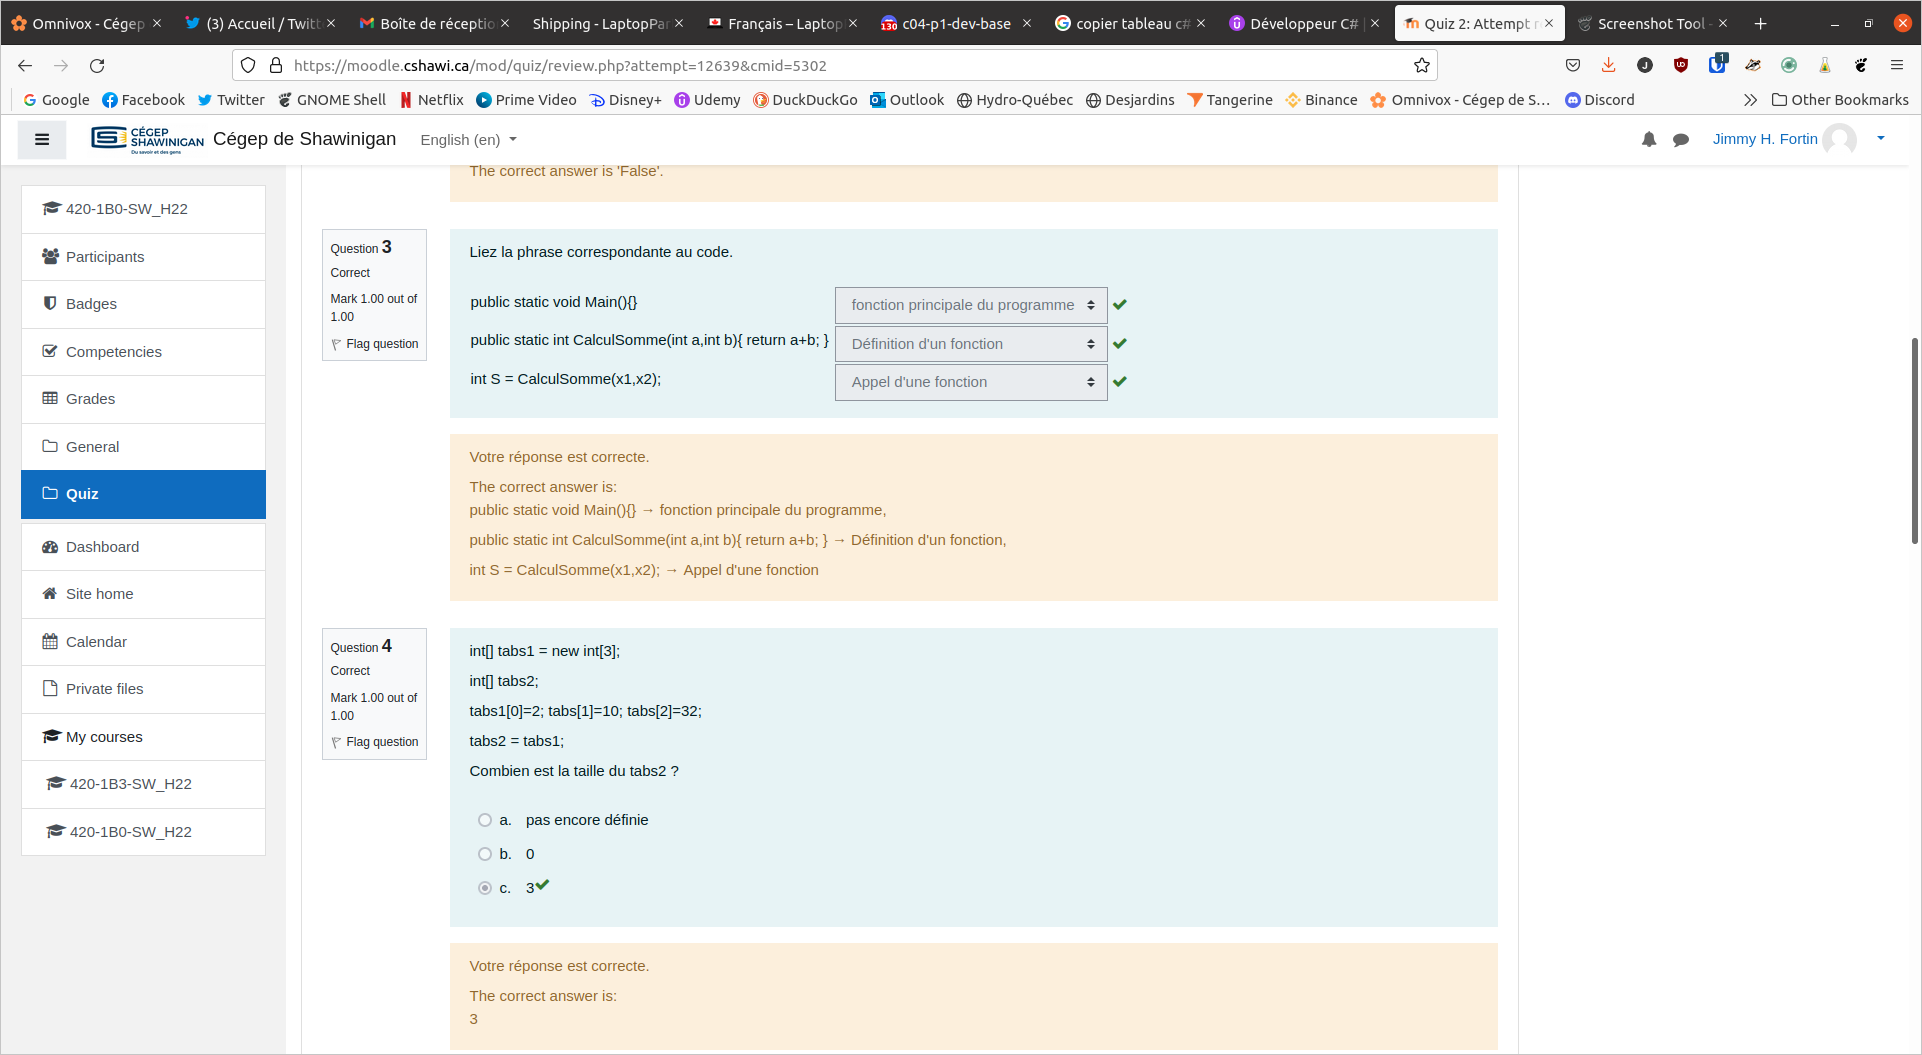 Omnivox - Cégep
(3) Accueil / Twitt
Boîte de réceptio
Shipping - LaptopPar
Français – Laptop
c04-p1-dev-base
copier tableau c#
Développeur C# |
Quiz 2: Attempt r
Screenshot Tool -
https://moodle.cshawi.ca/mod/quiz/review.php?attempt=12639&cmid=5302
Google
Facebook
Twitter
GNOME Shell
Netflix
Prime Video
Disney+
Udemy
DuckDuckGo
Outlook
Hydro-Québec
Desjardins
Tangerine
Binance
Omnivox - Cégep de S…
Discord
Other Bookmarks
CÉGEP
SHAWINIGAN
Du savoir et des gens
Cégep de Shawinigan
English (en)
Jimmy H. Fortin
420-1B0-SW_H22
Participants
Badges
Competencies
Grades
General
Quiz
Dashboard
Site home
Calendar
Private files
My courses
420-1B3-SW_H22
420-1B0-SW_H22
The correct answer is 'False'.
Question 3
Correct
Mark 1.00 out of
1.00
Flag question
Liez la phrase correspondante au code.
public static void Main(){}
fonction principale du programme
public static int CalculSomme(int a,int b){ return a+b; }
Définition d'un fonction
int S = CalculSomme(x1,x2);
Appel d'une fonction
Votre réponse est correcte.
The correct answer is:
public static void Main(){} → fonction principale du programme,
public static int CalculSomme(int a,int b){ return a+b; } → Définition d'un fonction,
int S = CalculSomme(x1,x2); → Appel d'une fonction
Question 4
Correct
Mark 1.00 out of
1.00
Flag question
int[] tabs1 = new int[3];
int[] tabs2;
tabs1[0]=2; tabs[1]=10; tabs[2]=32;
tabs2 = tabs1;
Combien est la taille du tabs2 ?
a. pas encore définie
b. 0
c. 3
Votre réponse est correcte.
The correct answer is:
3